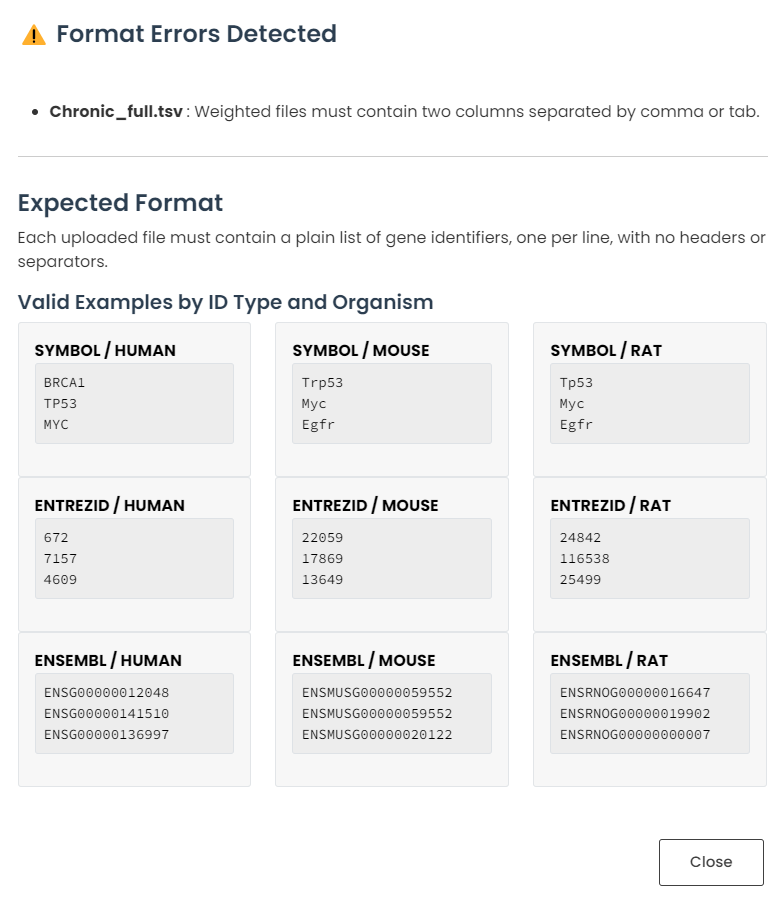 Format Errors Detected
Chronic_full.tsv : Weighted files must contain two columns separated by comma or tab.
Expected Format
Each uploaded file must contain a plain list of gene identifiers, one per line, with no headers or
separators.
Valid Examples by ID Type and Organism
SYMBOL / HUMAN
BRCA1
TP53
MYC
SYMBOL / MOUSE
Trp53
Myc
Egfr
SYMBOL / RAT
Tp53
Myc
Egfr
ENTREZID / HUMAN
672
7157
4609
ENTREZID / MOUSE
22059
17869
13649
ENTREZID / RAT
24842
116538
25499
ENSEMBL / HUMAN
ENSG00000012048
ENSG00000141510
ENSG00000136997
ENSEMBL / MOUSE
ENSMUSG00000059552
ENSMUSG00000059552
ENSMUSG00000020122
ENSEMBL / RAT
ENSRNOG00000016647
ENSRNOG00000019902
ENSRNOG00000000007
Close